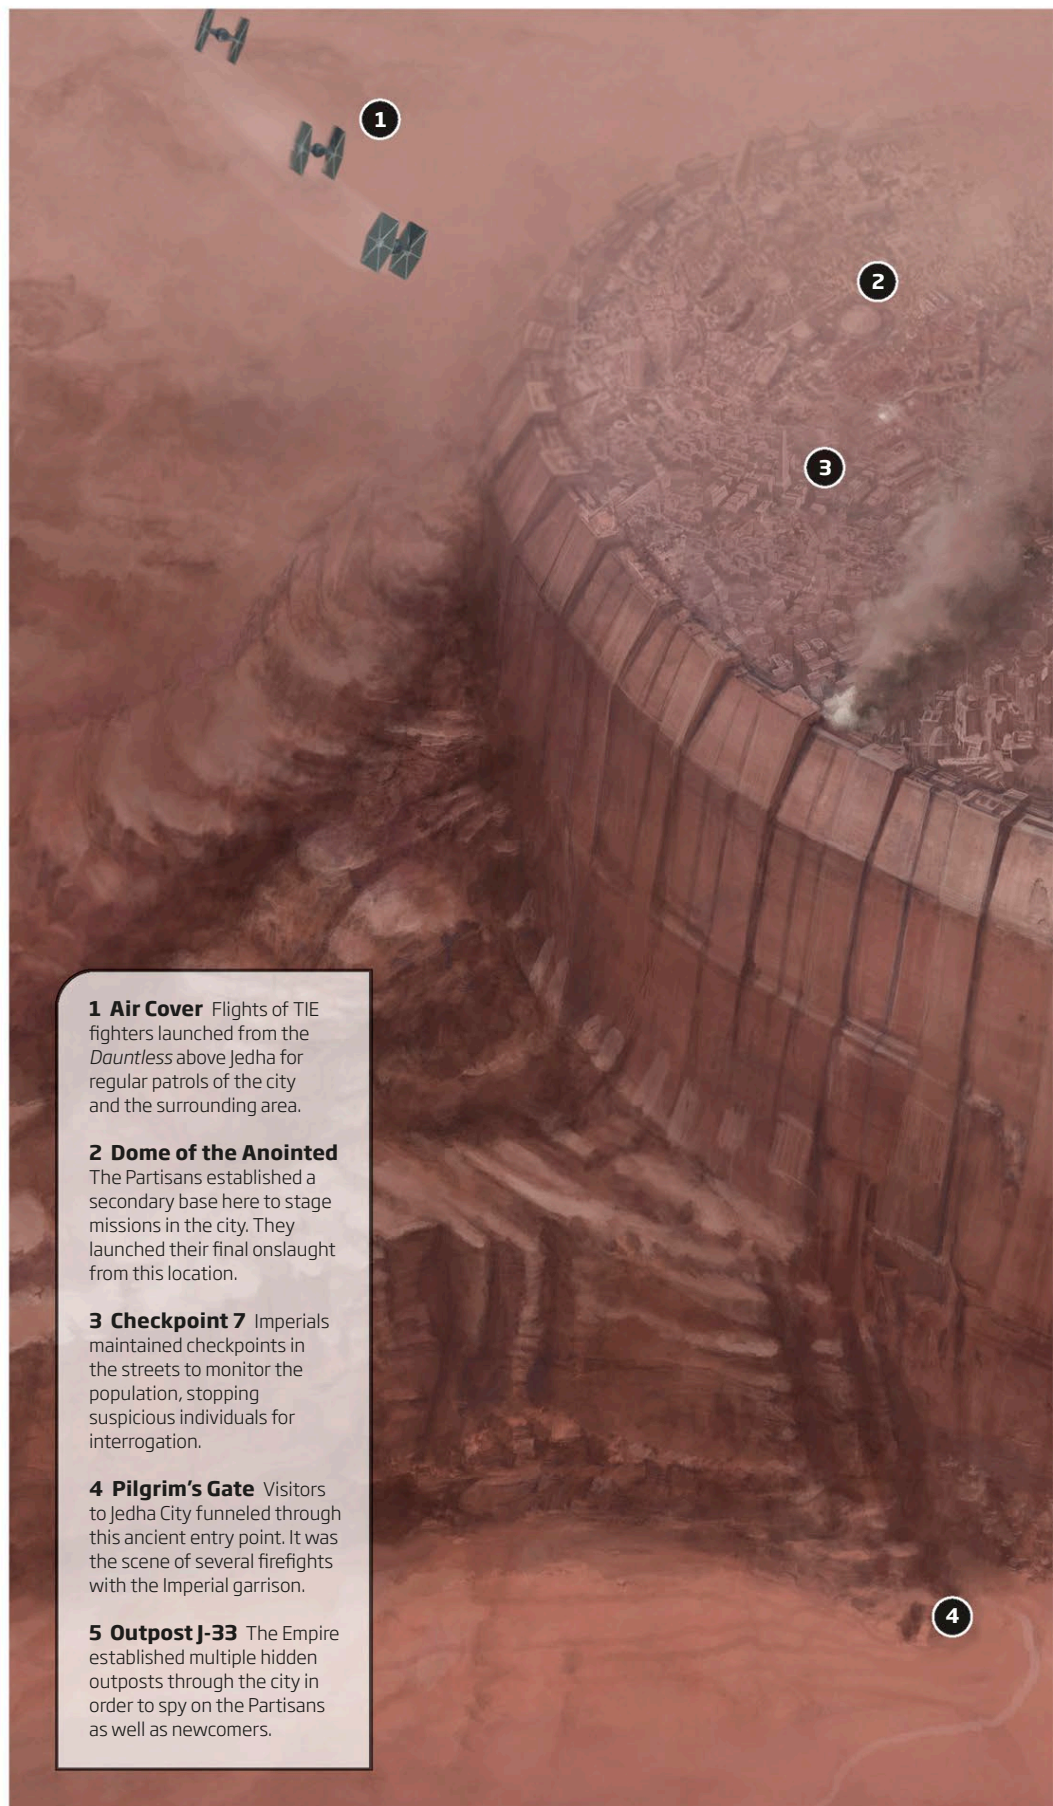 1
2
3
1 Air Cover Flights of TIE
fighters launched from the
Dauntless above Jedha for
regular patrols of the city
and the surrounding area.
2 Dome of the Anointed
The Partisans established a
secondary base here to stage
missions in the city. They
launched their final onslaught
from this location.
3 Checkpoint 7 Imperials
maintained checkpoints in
the streets to monitor the
population, stopping
suspicious individuals for
interrogation.
4 Pilgrim’s Gate Visitors
to Jedha City funneled through
this ancient entry point. It was
the scene of several firefights
with the Imperial garrison.
5 Outpost J-33 The Empire
established multiple hidden
outposts through the city in
order to spy on the Partisans
as well as newcomers.
4